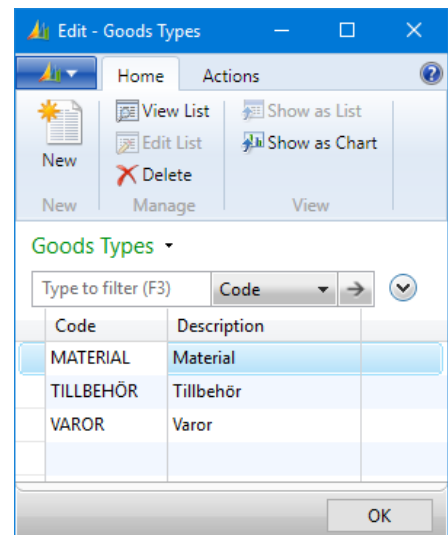 Edit - Goods Types
Home Actions
New
View List
Edit List
Delete
Show as List
Show as Chart
New Manage View
Goods Types
Type to filter (F3) Code
Code Description
MATERIAL Material
TILLBEHÖR Tillbehör
VAROR Varor
OK